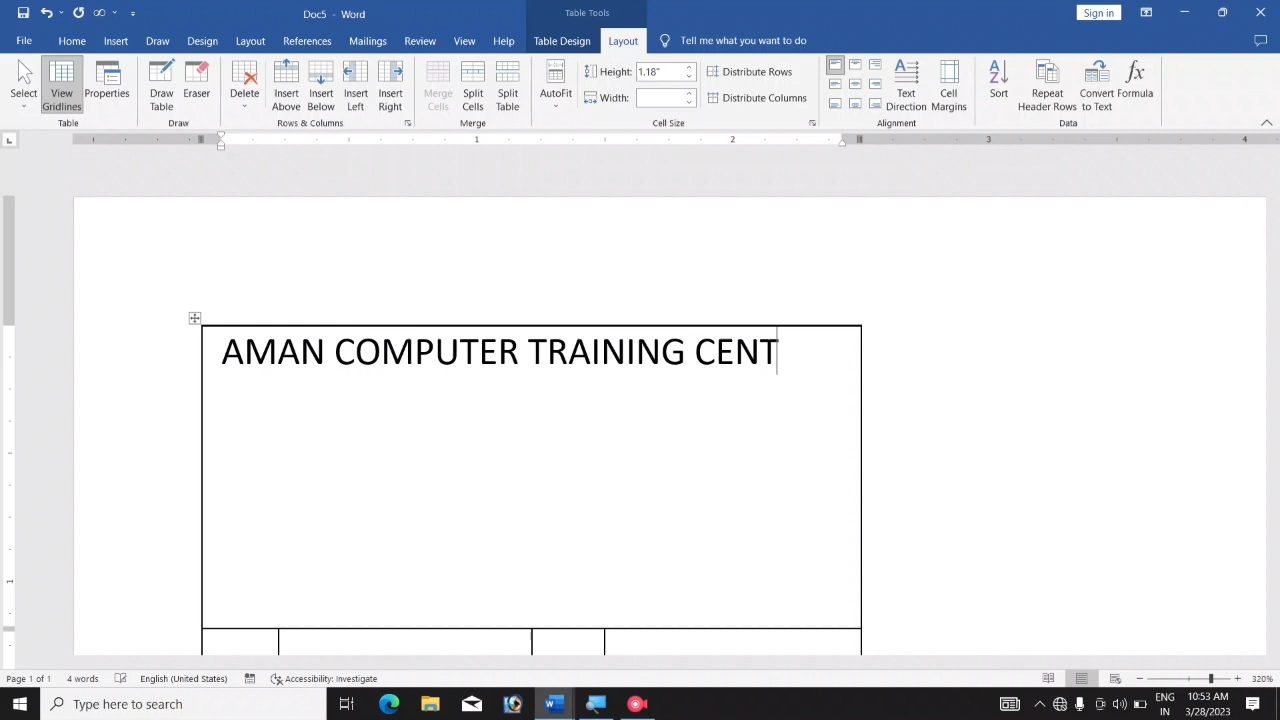 Doc5 - Word
Table Tools
Sign in
File Home Insert Draw Design Layout References Mailings Review View Help Table Design Layout Tell me what you want to do
Select
View Gridlines
Properties
Table
Draw Table
Eraser
Draw
Delete
Insert Above
Insert Below
Insert Left
Insert Right
Rows & Columns
Merge Cells
Split Cells
Split Table
Merge
AutoFit
Height: 1.18"
Width:
Distribute Rows
Distribute Columns
Cell Size
Text Direction
Cell Margins
Alignment
Sort
Repeat Header Rows
Convert to Text
Formula
Data
1 2 3 4
AMAN COMPUTER TRAINING CENT
1
Page 1 of 1 4 words English (United States) Accessibility: Investigate 320%
Type here to search
ENG
IN
10:53 AM
3/28/2023